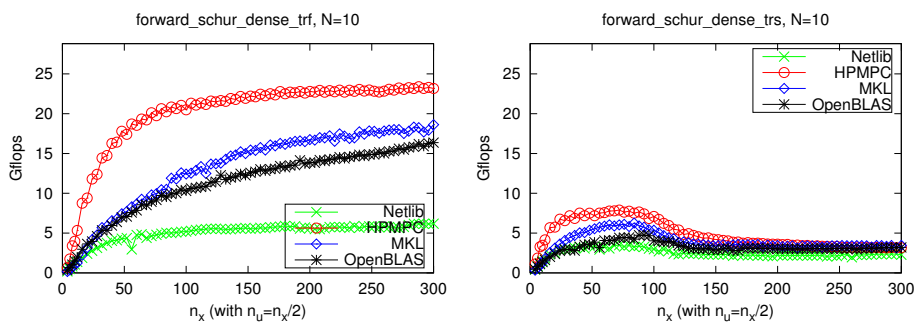 forward_schur_dense_trf, N=10
25
20
15
10
5
0
Gflops
0 50 100 150 200 250 300
n_x (with n_u=n_x/2)
Netlib
HPMPC
MKL
OpenBLAS
forward_schur_dense_trs, N=10
25
20
15
10
5
0
Gflops
0 50 100 150 200 250 300
n_x (with n_u=n_x/2)
Netlib
HPMPC
MKL
OpenBLAS